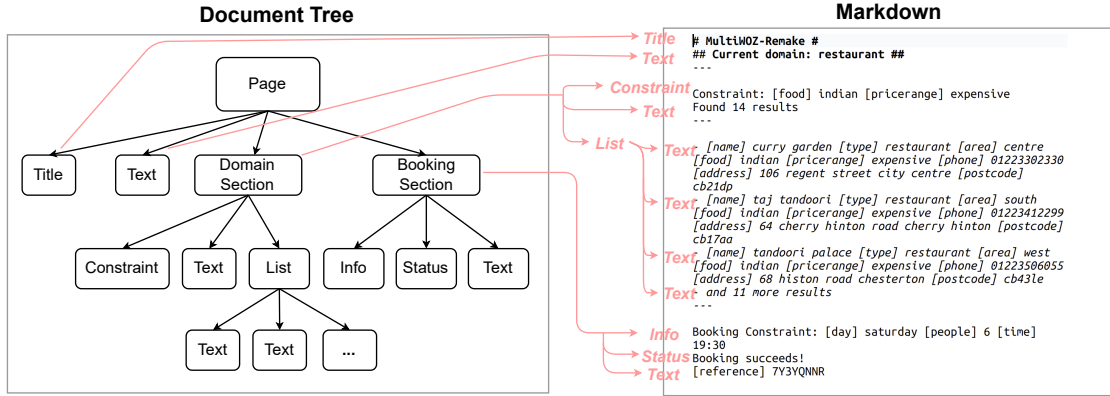 Document Tree
Page
Title
Text
Domain
Section
Booking
Section
Constraint
Text
List
Info
Status
Text
Text
Text
...
Markdown
Title
# MultiWOZ-Remake #
Text
## Current domain: restaurant ##
---
Constraint
Constraint: [food] indian [pricerange] expensive
Text
Found 14 results
---
List
Text
- [name] curry garden [type] restaurant [area] centre
[food] indian [pricerange] expensive [phone] 01223302330
[address] 106 regent street city centre [postcode]
cb21dp
Text
- [name] taj tandoori [type] restaurant [area] south
[food] indian [pricerange] expensive [phone] 01223412299
[address] 64 cherry hinton road cherry hinton [postcode]
cb17aa
Text
- [name] tandoori palace [type] restaurant [area] west
[food] indian [pricerange] expensive [phone] 01223506055
[address] 68 histon road chesterton [postcode] cb43le
Text
- and 11 more results
---
Info
Booking Constraint: [day] saturday [people] 6 [time]
19:30
Status
Booking succeeds!
Text
[reference] 7Y3YQNNR